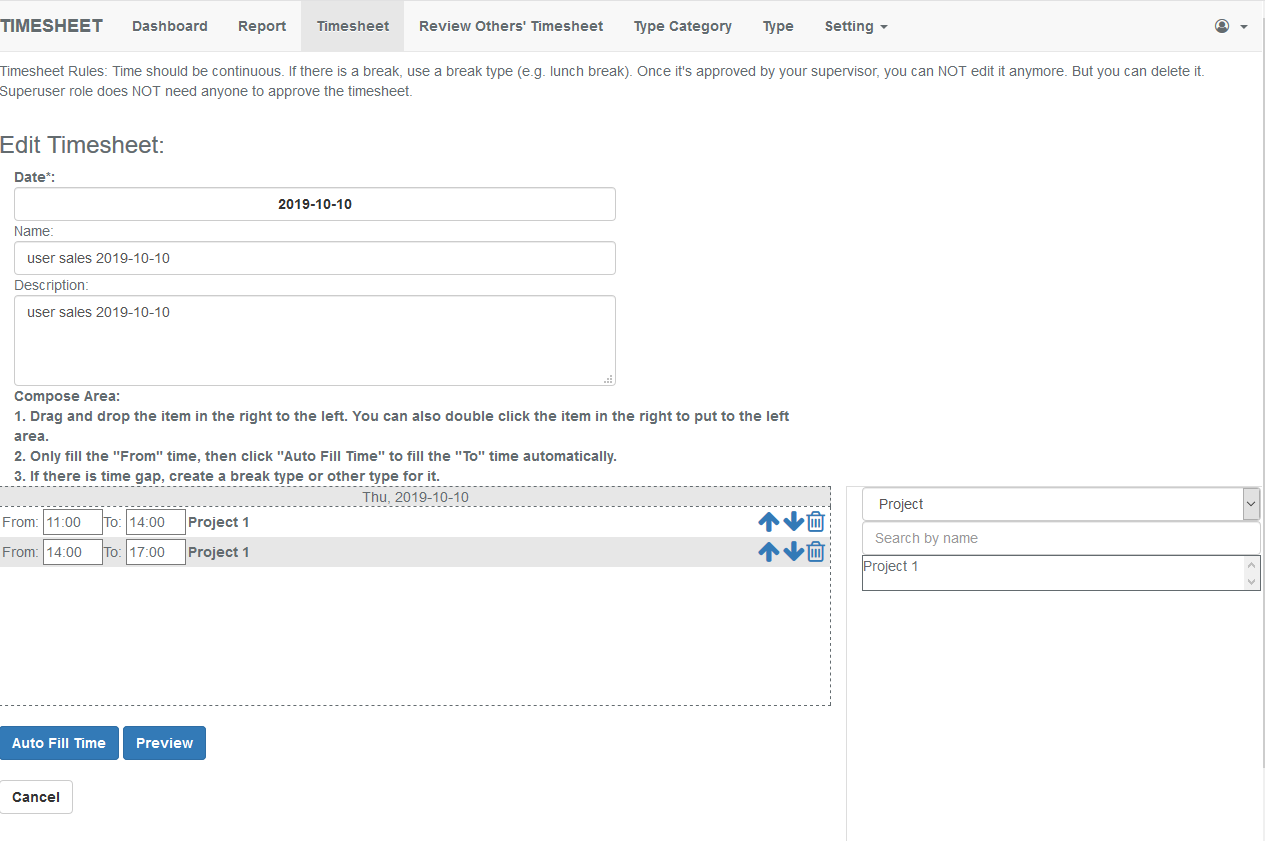 TIMESHEET Dashboard Report Timesheet Review Others' Timesheet Type Category Type Setting
Timesheet Rules: Time should be continuous. If there is a break, use a break type (e.g. lunch break). Once it's approved by your supervisor, you can NOT edit it anymore. But you can delete it.
Superuser role does NOT need anyone to approve the timesheet.
Edit Timesheet:
Date*:
2019-10-10
Name:
user sales 2019-10-10
Description:
user sales 2019-10-10
Compose Area:
1. Drag and drop the item in the right to the left. You can also double click the item in the right to put to the left
area.
2. Only fill the "From" time, then click "Auto Fill Time" to fill the "To" time automatically.
3. If there is time gap, create a break type or other type for it.
Thu, 2019-10-10
From: 11:00 To: 14:00 Project 1
From: 14:00 To: 17:00 Project 1
Project
Search by name
Project 1
Auto Fill Time Preview
Cancel